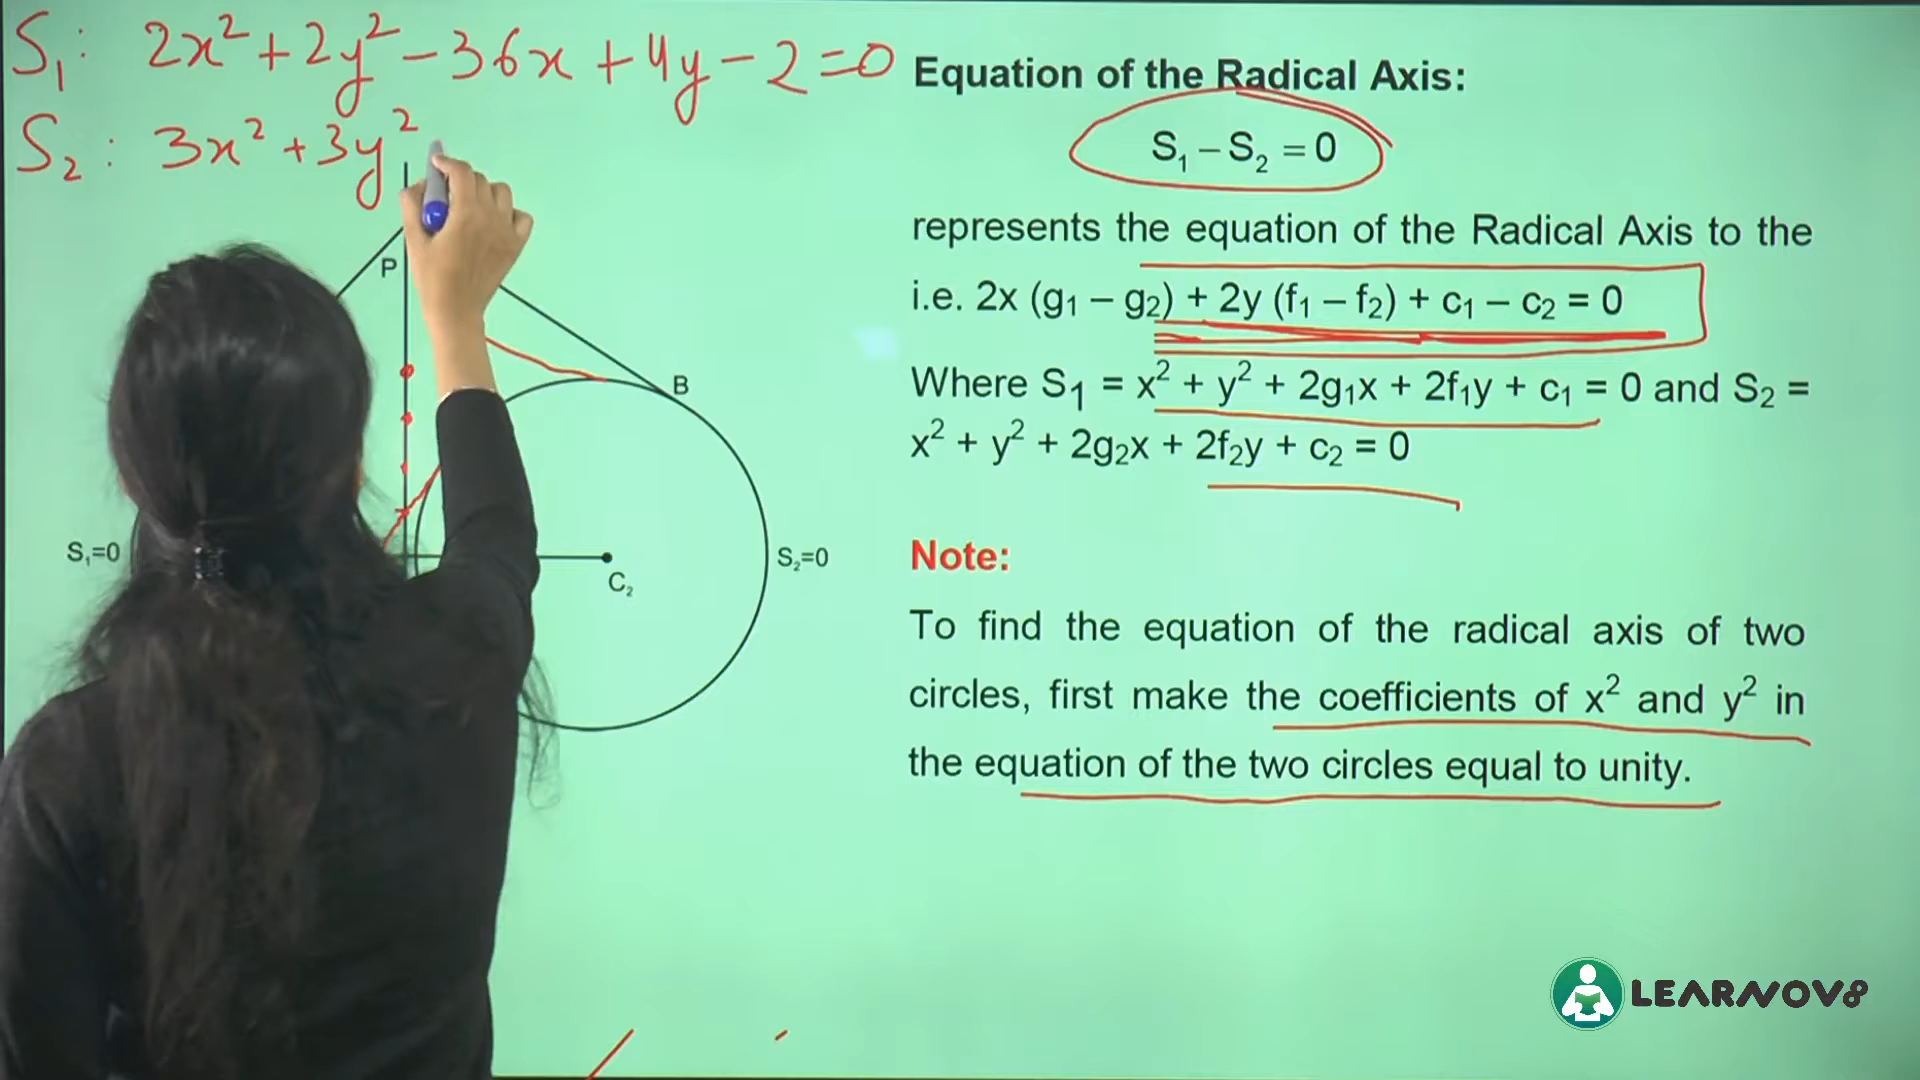 S₁: 2x² + 2y² - 36x + 4y - 2 = 0
S₂: 3x² + 3y²
P
B
S₁=0
C₂
S₂=0
Equation of the Radical Axis:
S₁ – S₂ = 0
represents the equation of the Radical Axis to the
i.e. 2x (g₁ – g₂) + 2y (f₁ – f₂) + c₁ – c₂ = 0
Where S₁ = x² + y² + 2g₁x + 2f₁y + c₁ = 0 and S₂ =
x² + y² + 2g₂x + 2f₂y + c₂ = 0
Note:
To find the equation of the radical axis of two
circles, first make the coefficients of x² and y² in
the equation of the two circles equal to unity.
LEARNOV8